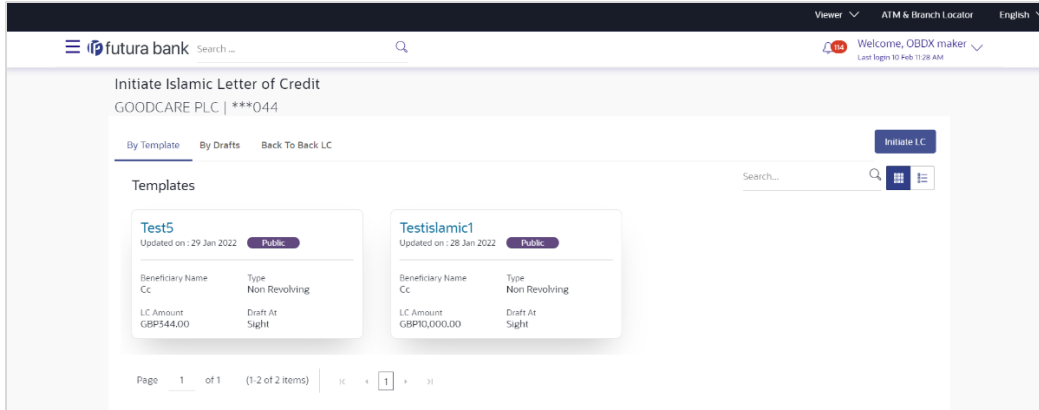 Viewer ATM & Branch Locator English
futura bank Search ... 114 Welcome, OBDX maker
Last login 10 Feb 11:28 AM
Initiate Islamic Letter of Credit
GOODCARE PLC | ***044
By Template By Drafts Back To Back LC Initiate LC
Templates Search...
Test5
Updated on : 29 Jan 2022 Public
Beneficiary Name Type
Cc Non Revolving
LC Amount Draft At
GBP344.00 Sight
Testislamic1
Updated on : 28 Jan 2022 Public
Beneficiary Name Type
Cc Non Revolving
LC Amount Draft At
GBP10,000.00 Sight
Page 1 of 1 (1-2 of 2 items) 1